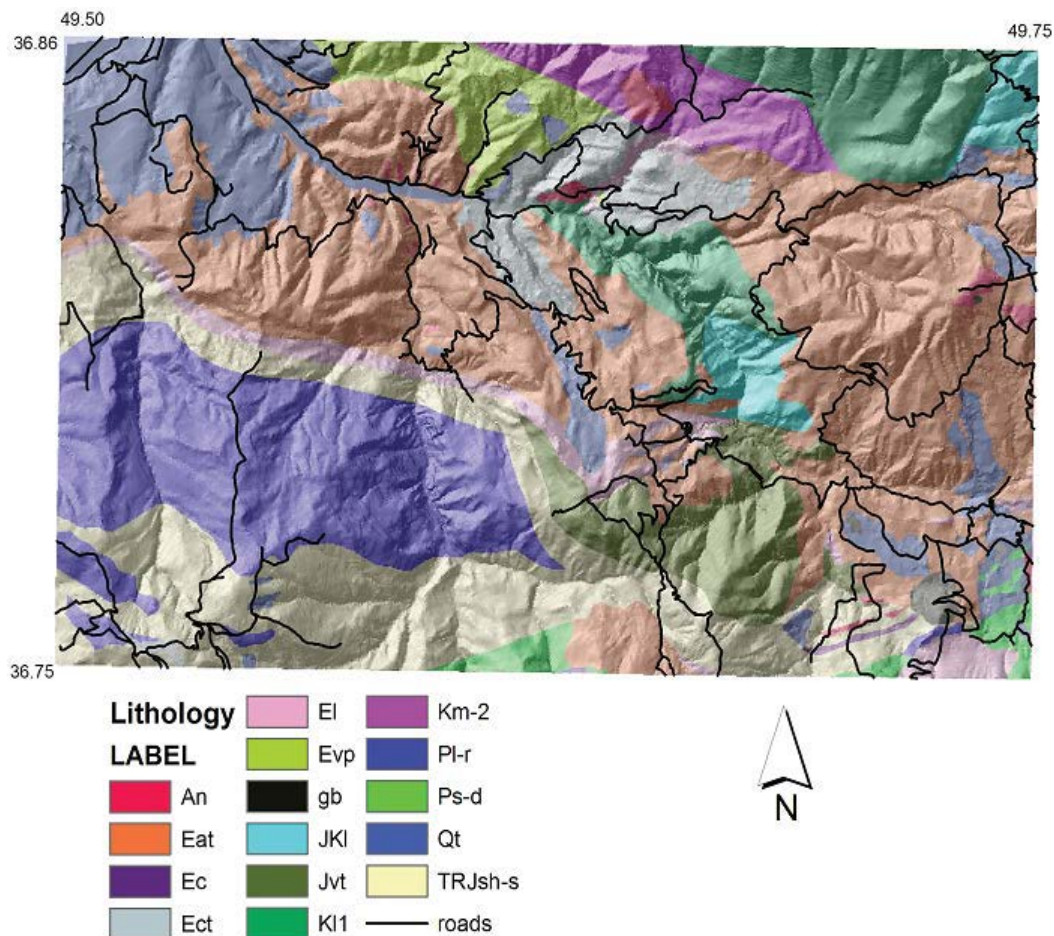 49.50
49.75
36.86
36.75
Lithology
LABEL
An
Eat
Ec
Ect
El
Evp
gb
JKl
Jvt
Kl1
Km-2
Pl-r
Ps-d
Qt
TRJsh-s
roads
N